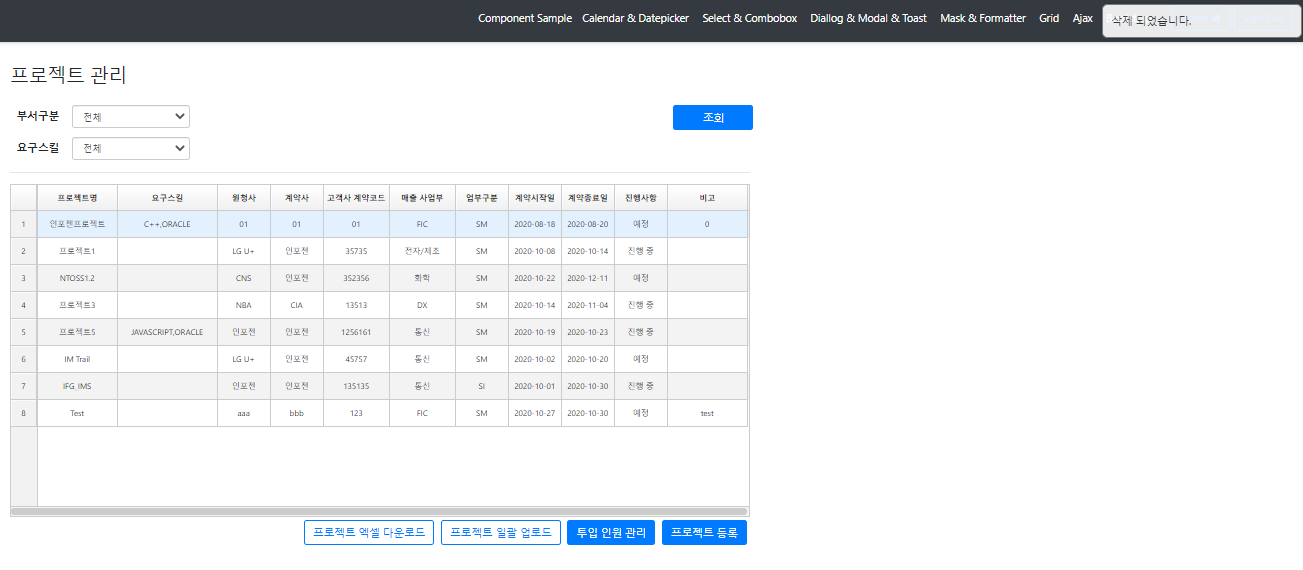 Component Sample Calendar & Datepicker Select & Combobox Diallog & Modal & Toast Mask & Formatter Grid Ajax
삭제 되었습니다.
프로젝트 관리
부서구분 전체 조회
요구스킬 전체
프로젝트명 요구스킬 원청사 계약사 고객사 계약코드 매출 사업부 업부구분 계약시작일 계약종료일 진행사항 비고
1 인포젠프로젝트 C++,ORACLE 01 01 01 FIC SM 2020-08-18 2020-08-20 예정 0
2 프로젝트1 LG U+ 인포젠 35735 전자/제조 SM 2020-10-08 2020-10-14 진행 중
3 NTOSS1.2 CNS 인포젠 352356 화학 SM 2020-10-22 2020-12-11 예정
4 프로젝트3 NBA CIA 13513 DX SM 2020-10-14 2020-11-04 진행 중
5 프로젝트5 JAVASCRIPT,ORACLE 인포젠 인포젠 1256161 통신 SM 2020-10-19 2020-10-23 진행 중
6 IM Trail LG U+ 인포젠 45757 통신 SM 2020-10-02 2020-10-20 예정
7 IFG_IMS 인포젠 인포젠 135135 통신 SI 2020-10-01 2020-10-30 진행 중
8 Test aaa bbb 123 FIC SM 2020-10-27 2020-10-30 예정 test
프로젝트 엑셀 다운로드 프로젝트 일괄 업로드 투입 인원 관리 프로젝트 등록